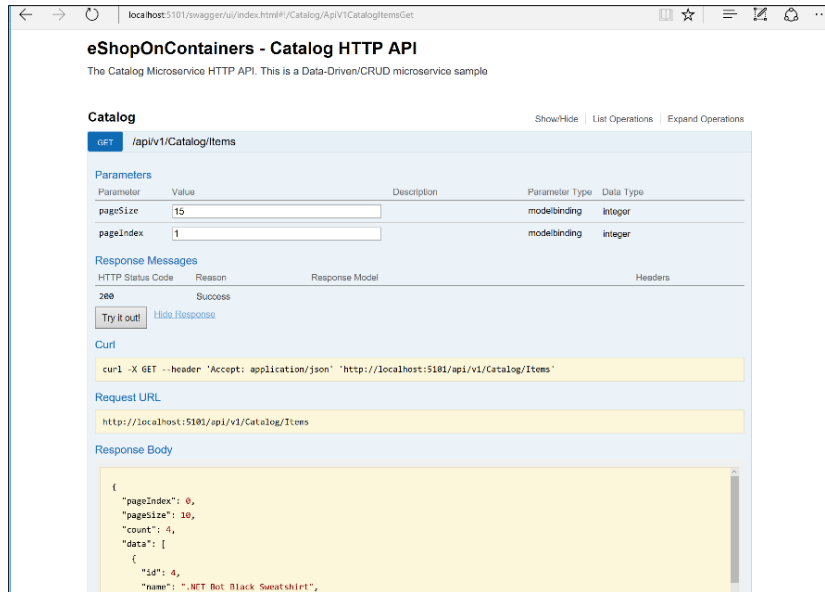 localhost:5101/swagger/ui/index.html#!/Catalog/ApiV1CatalogItemsGet
eShopOnContainers - Catalog HTTP API
The Catalog Microservice HTTP API. This is a Data-Driven/CRUD microservice sample
Catalog Show/Hide List Operations Expand Operations
GET /api/v1/Catalog/Items
Parameters
Parameter Value Description Parameter Type Data Type
pageSize 15 modelbinding integer
pageIndex 1 modelbinding integer
Response Messages
HTTP Status Code Reason Response Model Headers
200 Success
Try it out! Hide Response
Curl
curl -X GET --header 'Accept: application/json' 'http://localhost:5101/api/v1/Catalog/Items'
Request URL
http://localhost:5101/api/v1/Catalog/Items
Response Body
{
"pageIndex": 0,
"pageSize": 10,
"count": 4,
"data": [
{
"id": 4,
"name": ".NET Bot Black Sweatshirt",